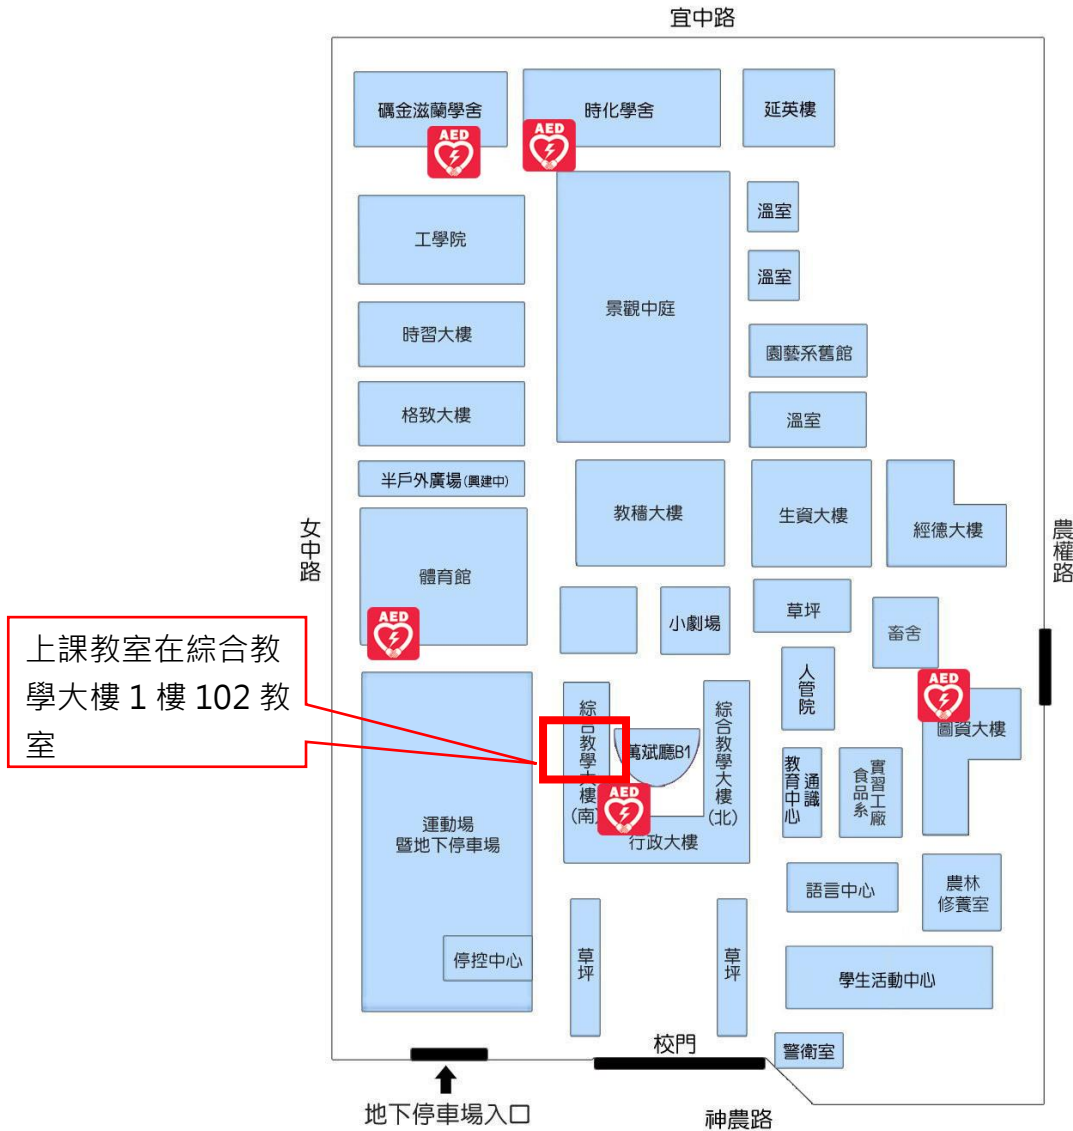 宜中路
礪金滋蘭學舍
時化學舍
延英樓
AED
AED
溫室
工學院
溫室
景觀中庭
時習大樓
園藝系舊館
格致大樓
溫室
半戶外廣場(興建中)
教穡大樓
生資大樓
經德大樓
女中路
農權路
體育館
AED
小劇場
草坪
畜舍
上課教室在綜合教
學大樓 1 樓 102 教
室
人管院
AED
圖資大樓
綜合教學大樓(南)
萬斌廳B1
綜合教學大樓(北)
AED
行政大樓
通識
教育中心
實習工廠
食品系
運動場
暨地下停車場
語言中心
農林
修養室
停控中心
草坪
草坪
學生活動中心
校門
警衛室
地下停車場入口
神農路